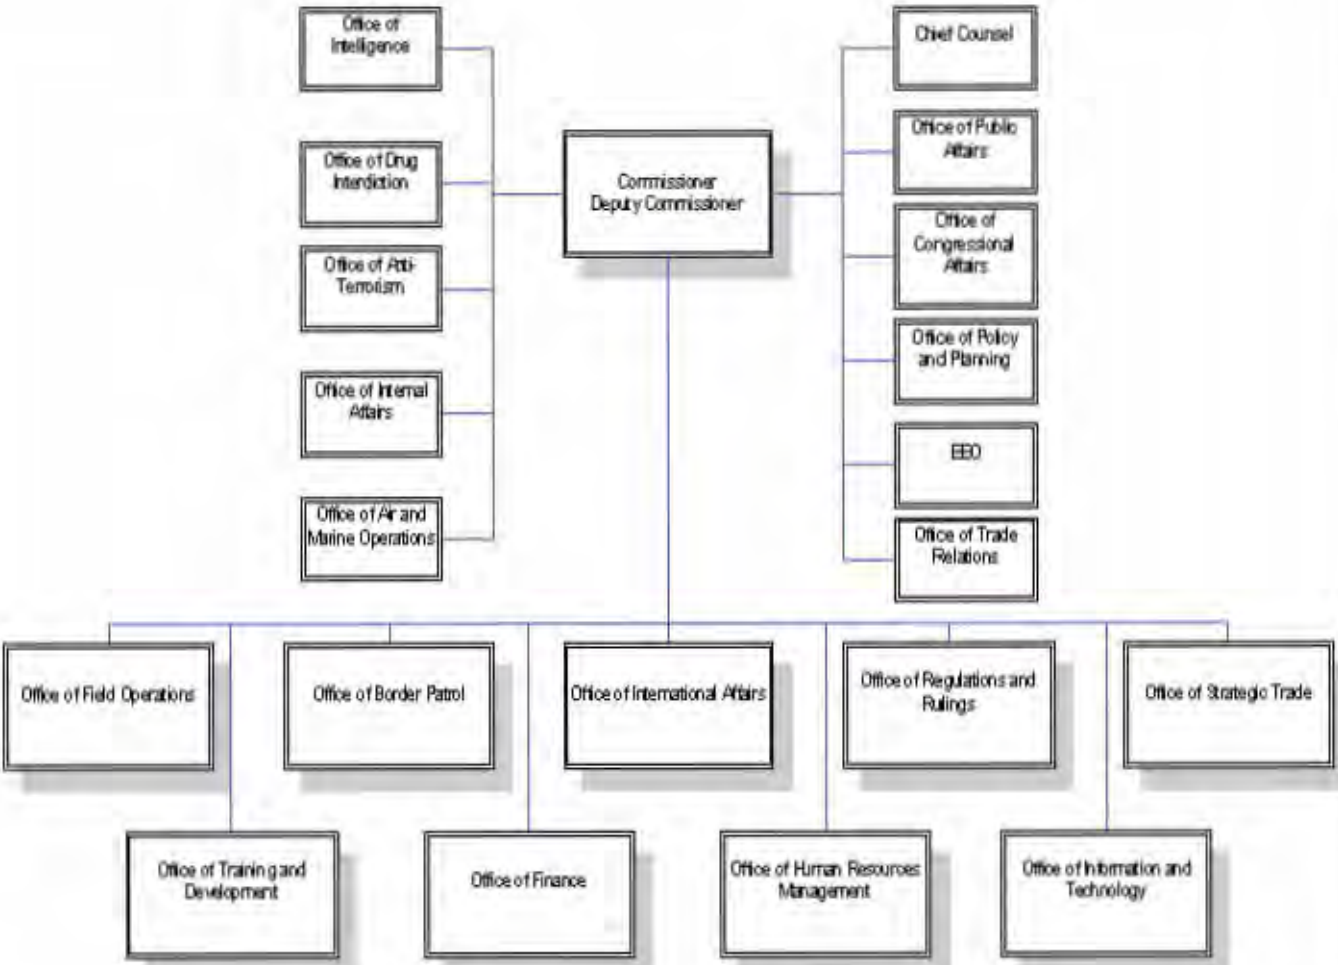 Office of
Intelligence
Office of Drug
Interdiction
Office of Anti-
Terrorism
Office of Internal
Affairs
Office of Air and
Marine Operations
Commissioner
Deputy Commissioner
Chief Counsel
Office of Public
Affairs
Office of
Congressional
Affairs
Office of Policy
and Planning
EEO
Office of Trade
Relations
Office of Field Operations
Office of Border Patrol
Office of International Affairs
Office of Regulations and
Rulings
Office of Strategic Trade
Office of Training and
Development
Office of Finance
Office of Human Resources
Management
Office of Information and
Technology